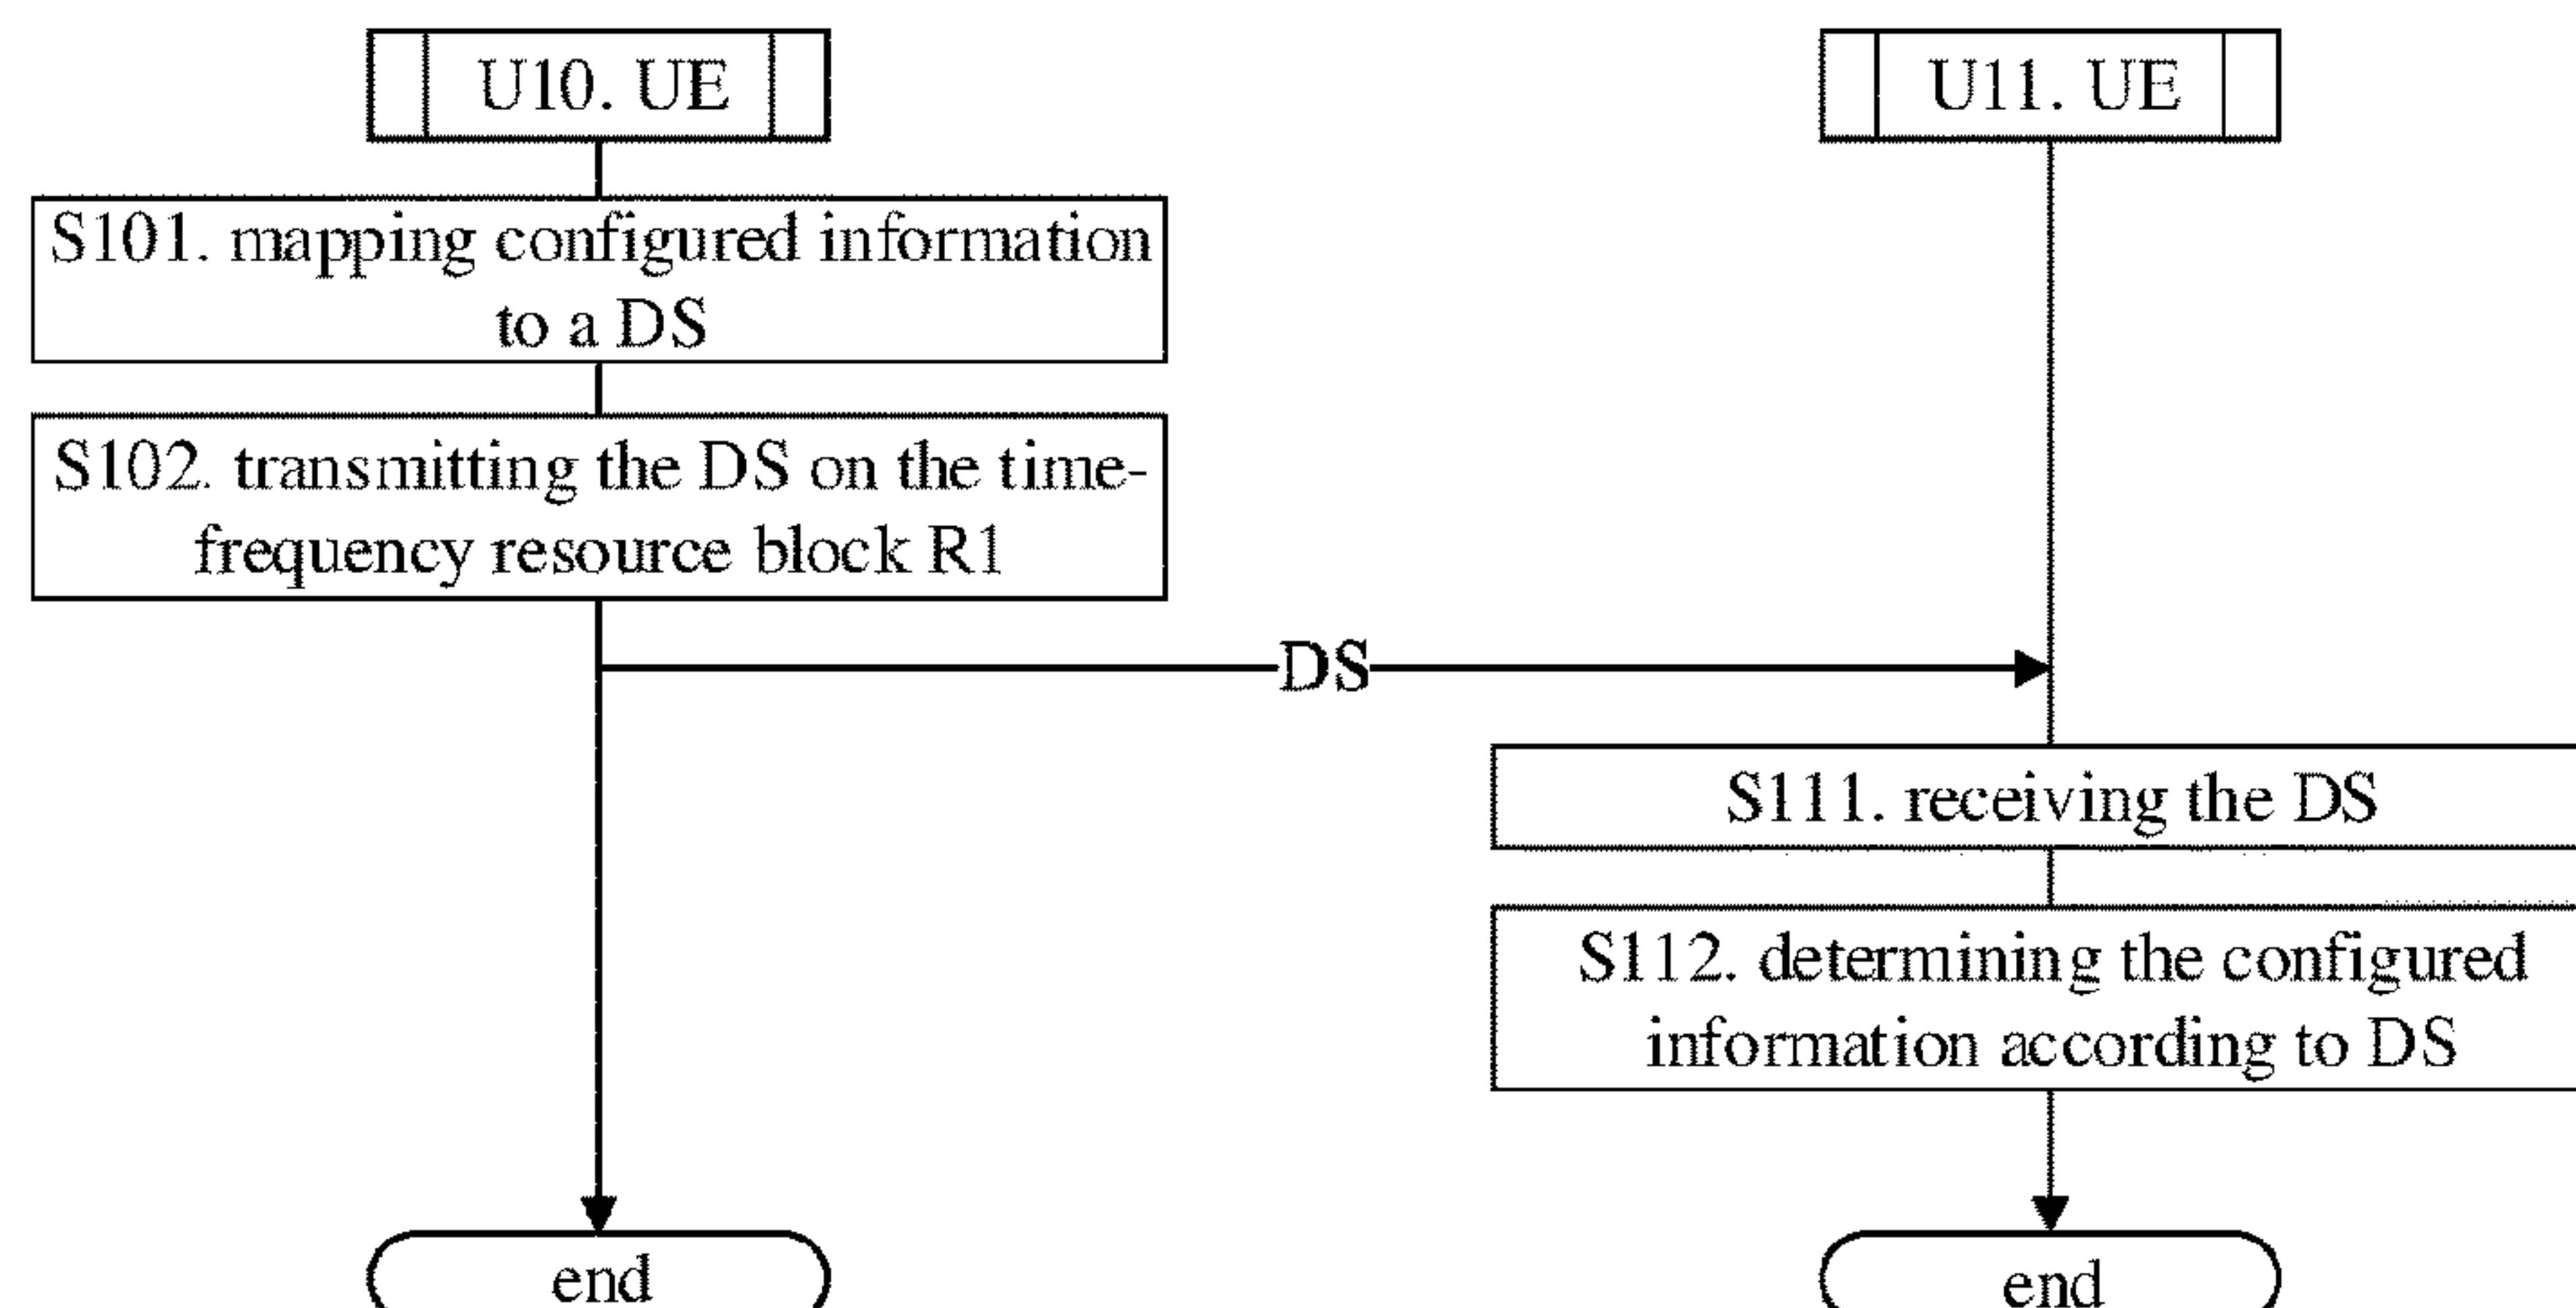 U10. UE
U11. UE
S101. mapping configured information
to a DS
S102. transmitting the DS on the time-
frequency resource block R1
DS
S111. receiving the DS
S112. determining the configured
information according to DS
end
end